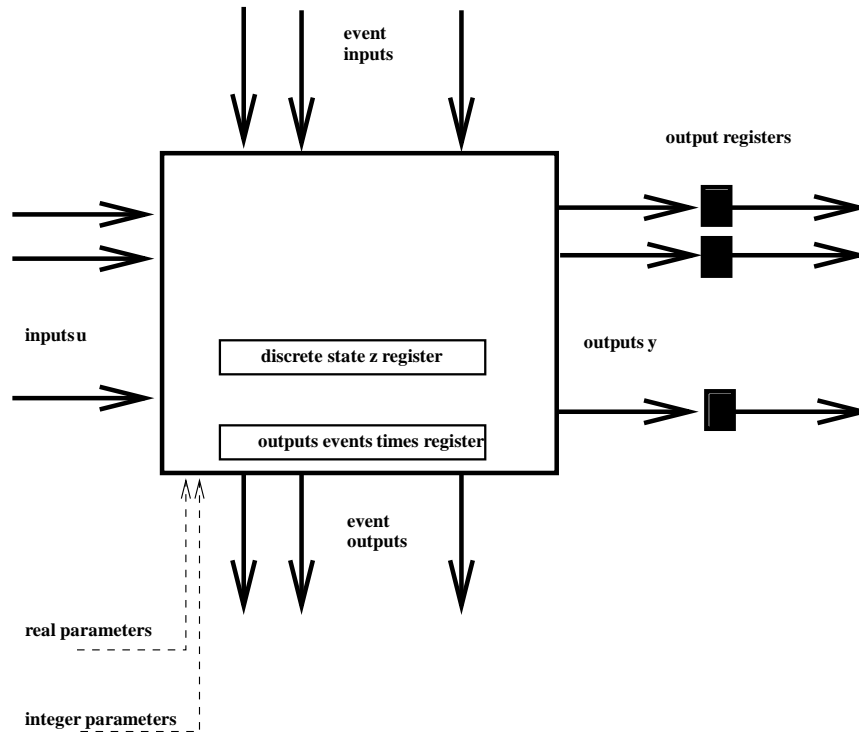 event
inputs
output registers
inputs u
discrete state z register
outputs y
outputs events times register
event
outputs
real parameters
integer parameters